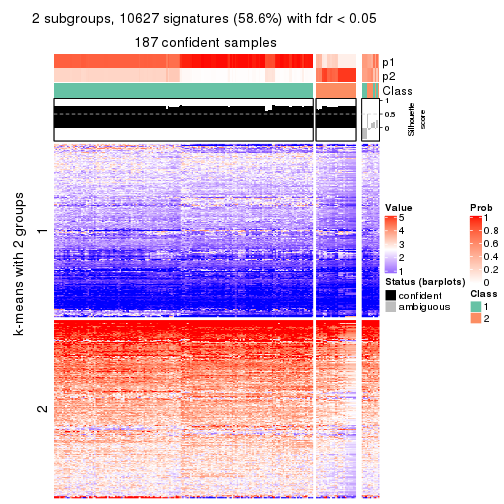 2 subgroups, 10627 signatures (58.6%) with fdr < 0.05
187 confident samples
p1
p2
Class
1
0.5
0
Silhouette
score
k-means with 2 groups
1
2
Value
5
4
3
2
1
Status (barplots)
confident
ambiguous
Prob
1
0.8
0.6
0.4
0.2
0
Class
1
2